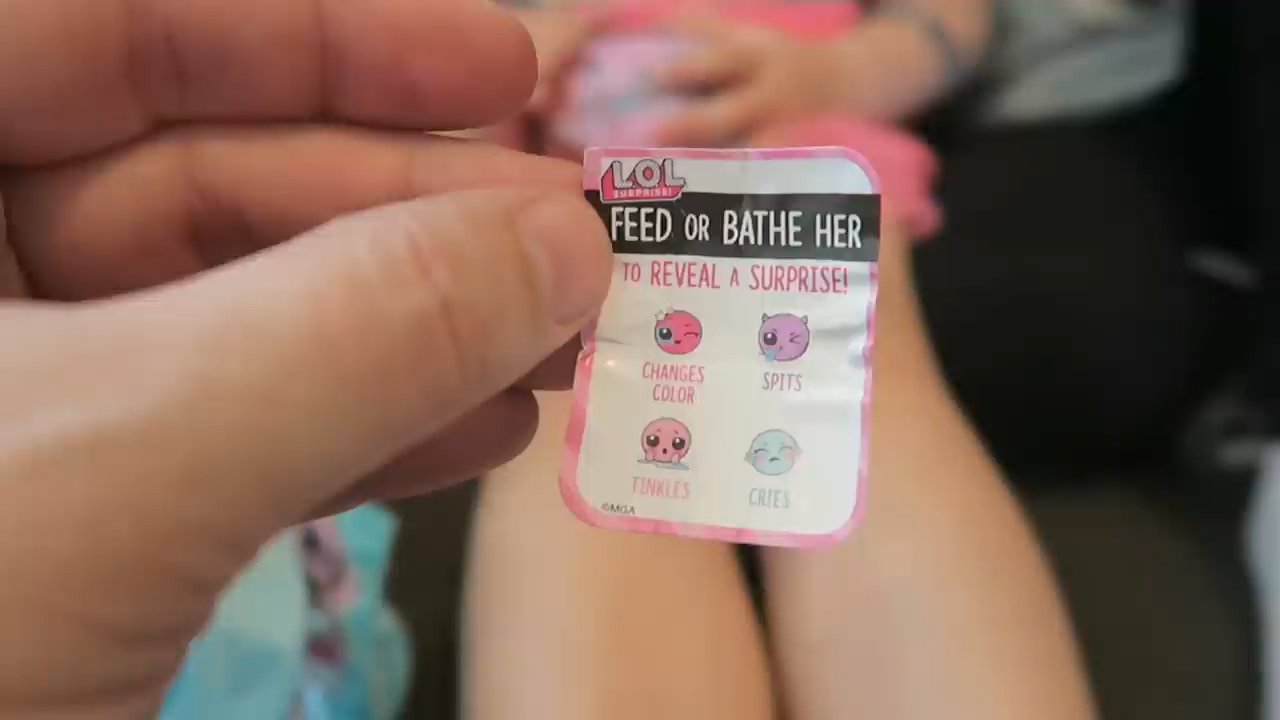 L.O.L
SURPRISE!
FEED OR BATHE HER
TO REVEAL A SURPRISE!
CHANGES
COLOR
SPITS
TINKLES
CRIES
©MGA